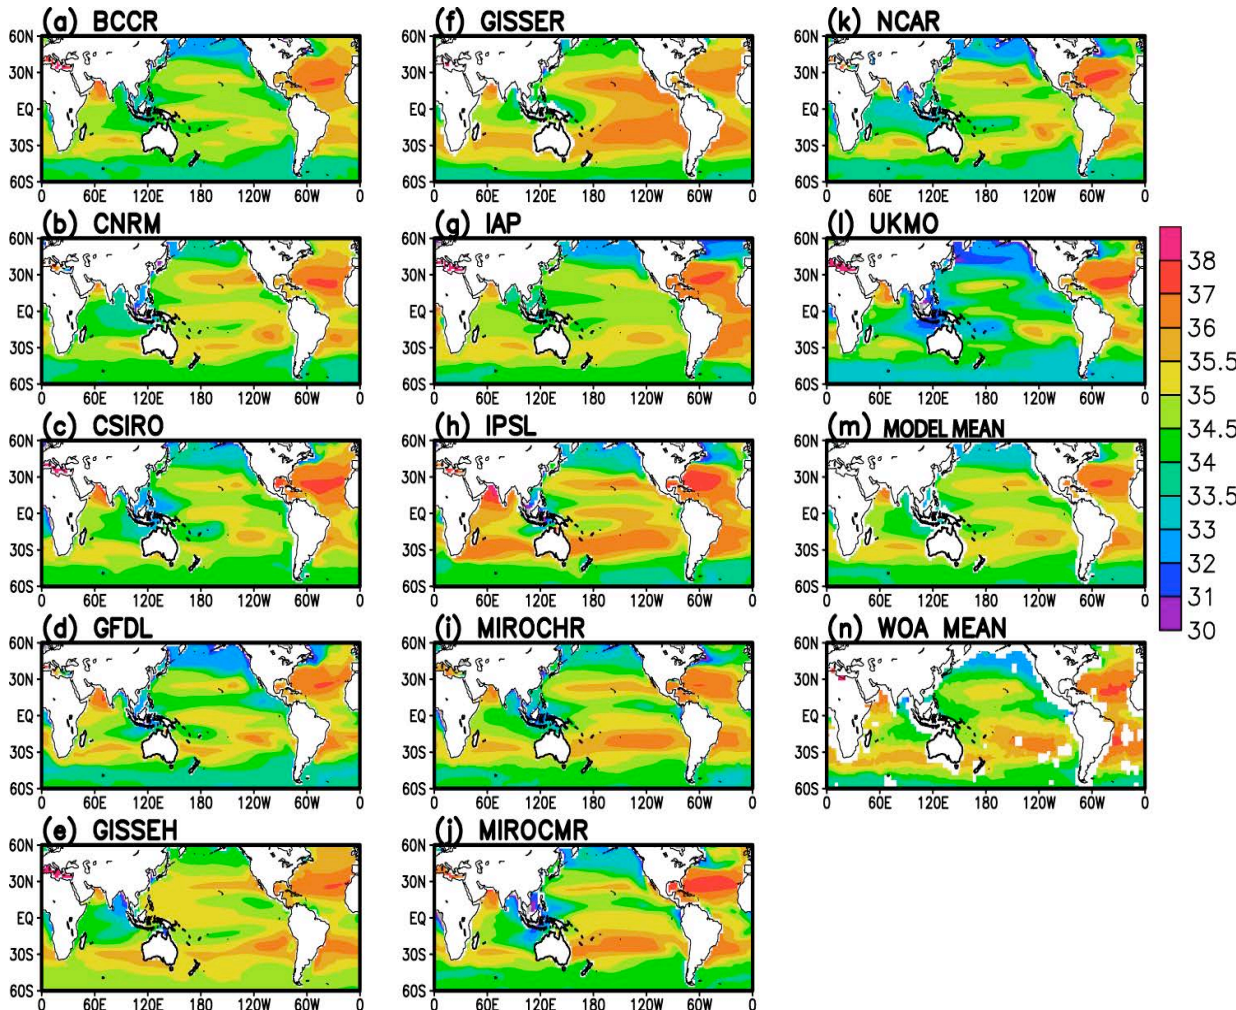 (a) BCCR
60N
30N
EQ
30S
60S
0 60E 120E 180 120W 60W 0
(b) CNRM
60N
30N
EQ
30S
60S
0 60E 120E 180 120W 60W 0
(c) CSIRO
60N
30N
EQ
30S
60S
0 60E 120E 180 120W 60W 0
(d) GFDL
60N
30N
EQ
30S
60S
0 60E 120E 180 120W 60W 0
(e) GISSEH
60N
30N
EQ
30S
60S
0 60E 120E 180 120W 60W 0
(f) GISSER
60N
30N
EQ
30S
60S
0 60E 120E 180 120W 60W 0
(g) IAP
60N
30N
EQ
30S
60S
0 60E 120E 180 120W 60W 0
(h) IPSL
60N
30N
EQ
30S
60S
0 60E 120E 180 120W 60W 0
(i) MIROCHR
60N
30N
EQ
30S
60S
0 60E 120E 180 120W 60W 0
(j) MIROCMR
60N
30N
EQ
30S
60S
0 60E 120E 180 120W 60W 0
(k) NCAR
60N
30N
EQ
30S
60S
0 60E 120E 180 120W 60W 0
(l) UKMO
60N
30N
EQ
30S
60S
0 60E 120E 180 120W 60W 0
(m) MODEL MEAN
60N
30N
EQ
30S
60S
0 60E 120E 180 120W 60W 0
(n) WOA MEAN
60N
30N
EQ
30S
60S
0 60E 120E 180 120W 60W 0
38
37
36
35.5
35
34.5
34
33.5
33
32
31
30